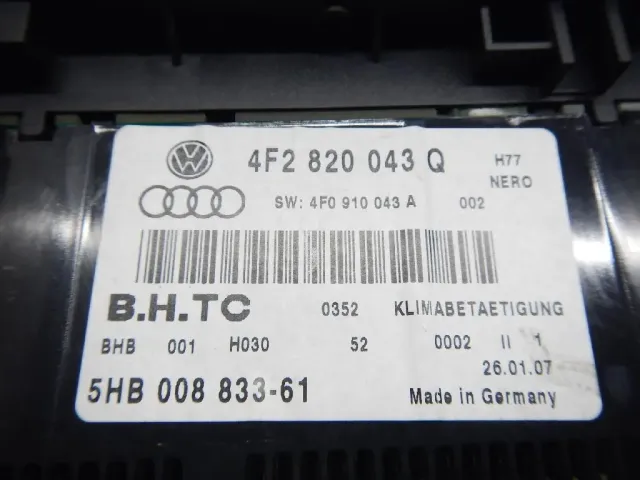 4F2 820 043 Q H77
NERO
SW: 4F0 910 043 A 002
B.H.TC 0352 KLIMABETAETIGUNG
BHB 001 H030 52 0002 II
26.01.07
5HB 008 833-61 Made in Germany